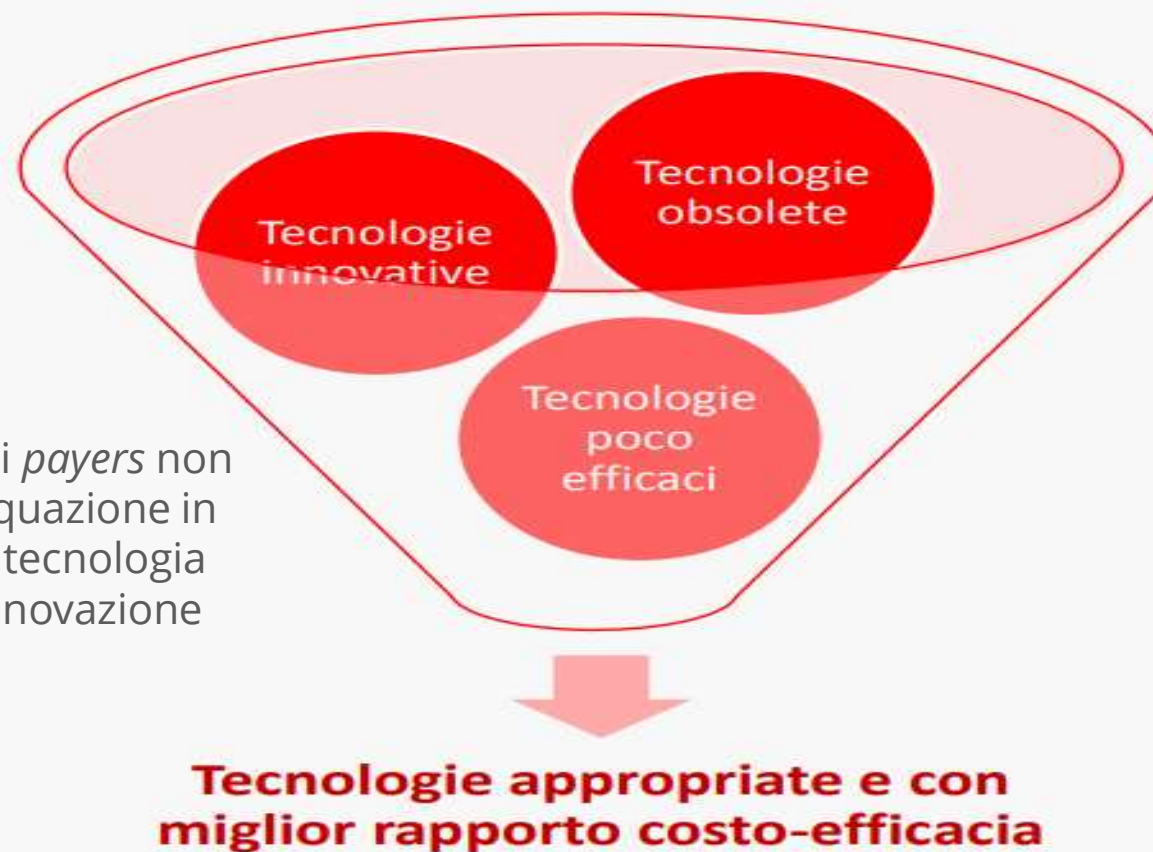 Tecnologie
obsolete
Tecnologie
innovative
Tecnologie
poco
efficaci
i payers non
quazione in
tecnologia
novazione
Tecnologie appropriate e con
miglior rapporto costo-efficacia